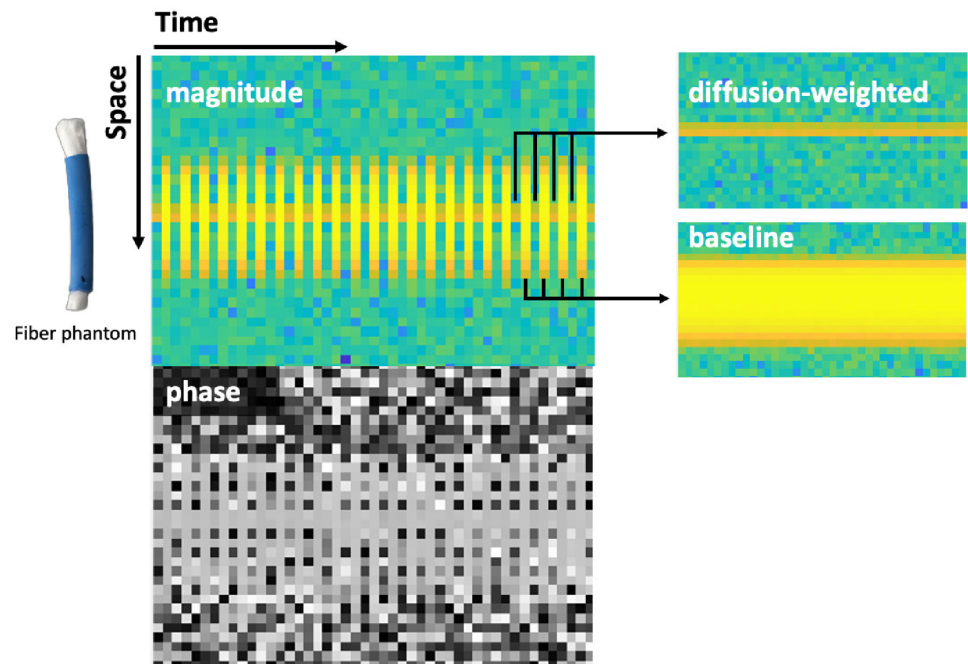 Time
Space
magnitude
diffusion-weighted
baseline
Fiber phantom
phase